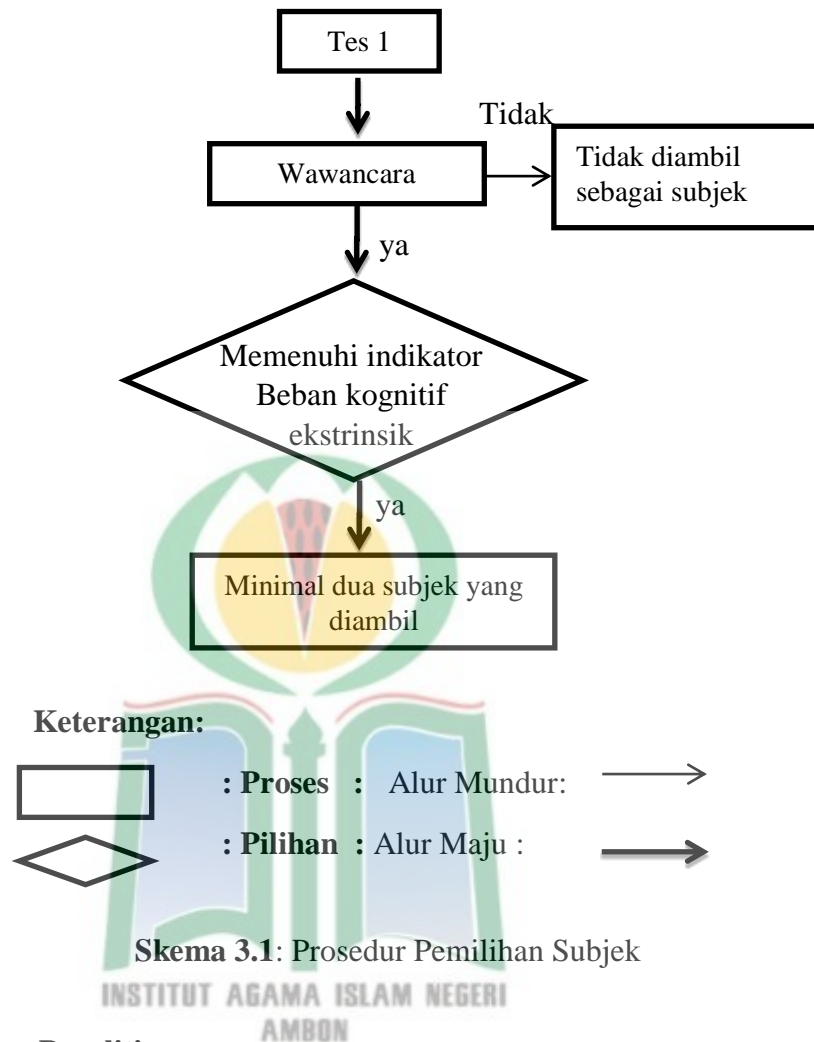 Tes 1
Tidak
Wawancara
Tidak diambil
sebagai subjek
ya
Memenuhi indikator
Beban kognitif
ekstrinsik
ya
Minimal dua subjek yang
diambil
Keterangan:
: Proses : Alur Mundur:
: Pilihan : Alur Maju :
Skema 3.1: Prosedur Pemilihan Subjek
INSTITUT AGAMA ISLAM NEGERI
AMBON